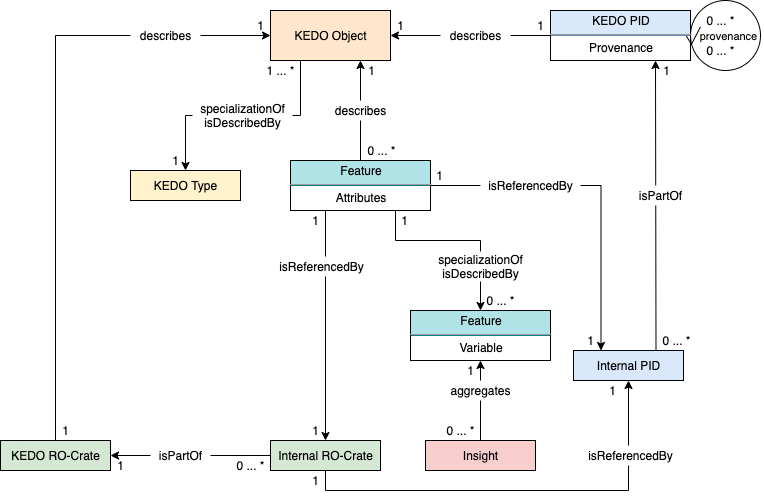 KEDO PID
0 ... *
1
KEDO Object
1
describes
1
describes
provenance
Provenance
0 ... *
1 ... *
1
1
specializationOf
isDescribedBy
describes
1
0 ... *
KEDO Type
Feature
1
isReferencedBy
Attributes
isPartOf
1
1
isReferencedBy
specializationOf
isDescribedBy
0 ... *
Feature
Variable
1
0 ... *
1
Internal PID
aggregates
1
1
1
0 ... *
KEDO RO-Crate
isPartOf
Internal RO-Crate
Insight
isReferencedBy
1
0 ... *
1